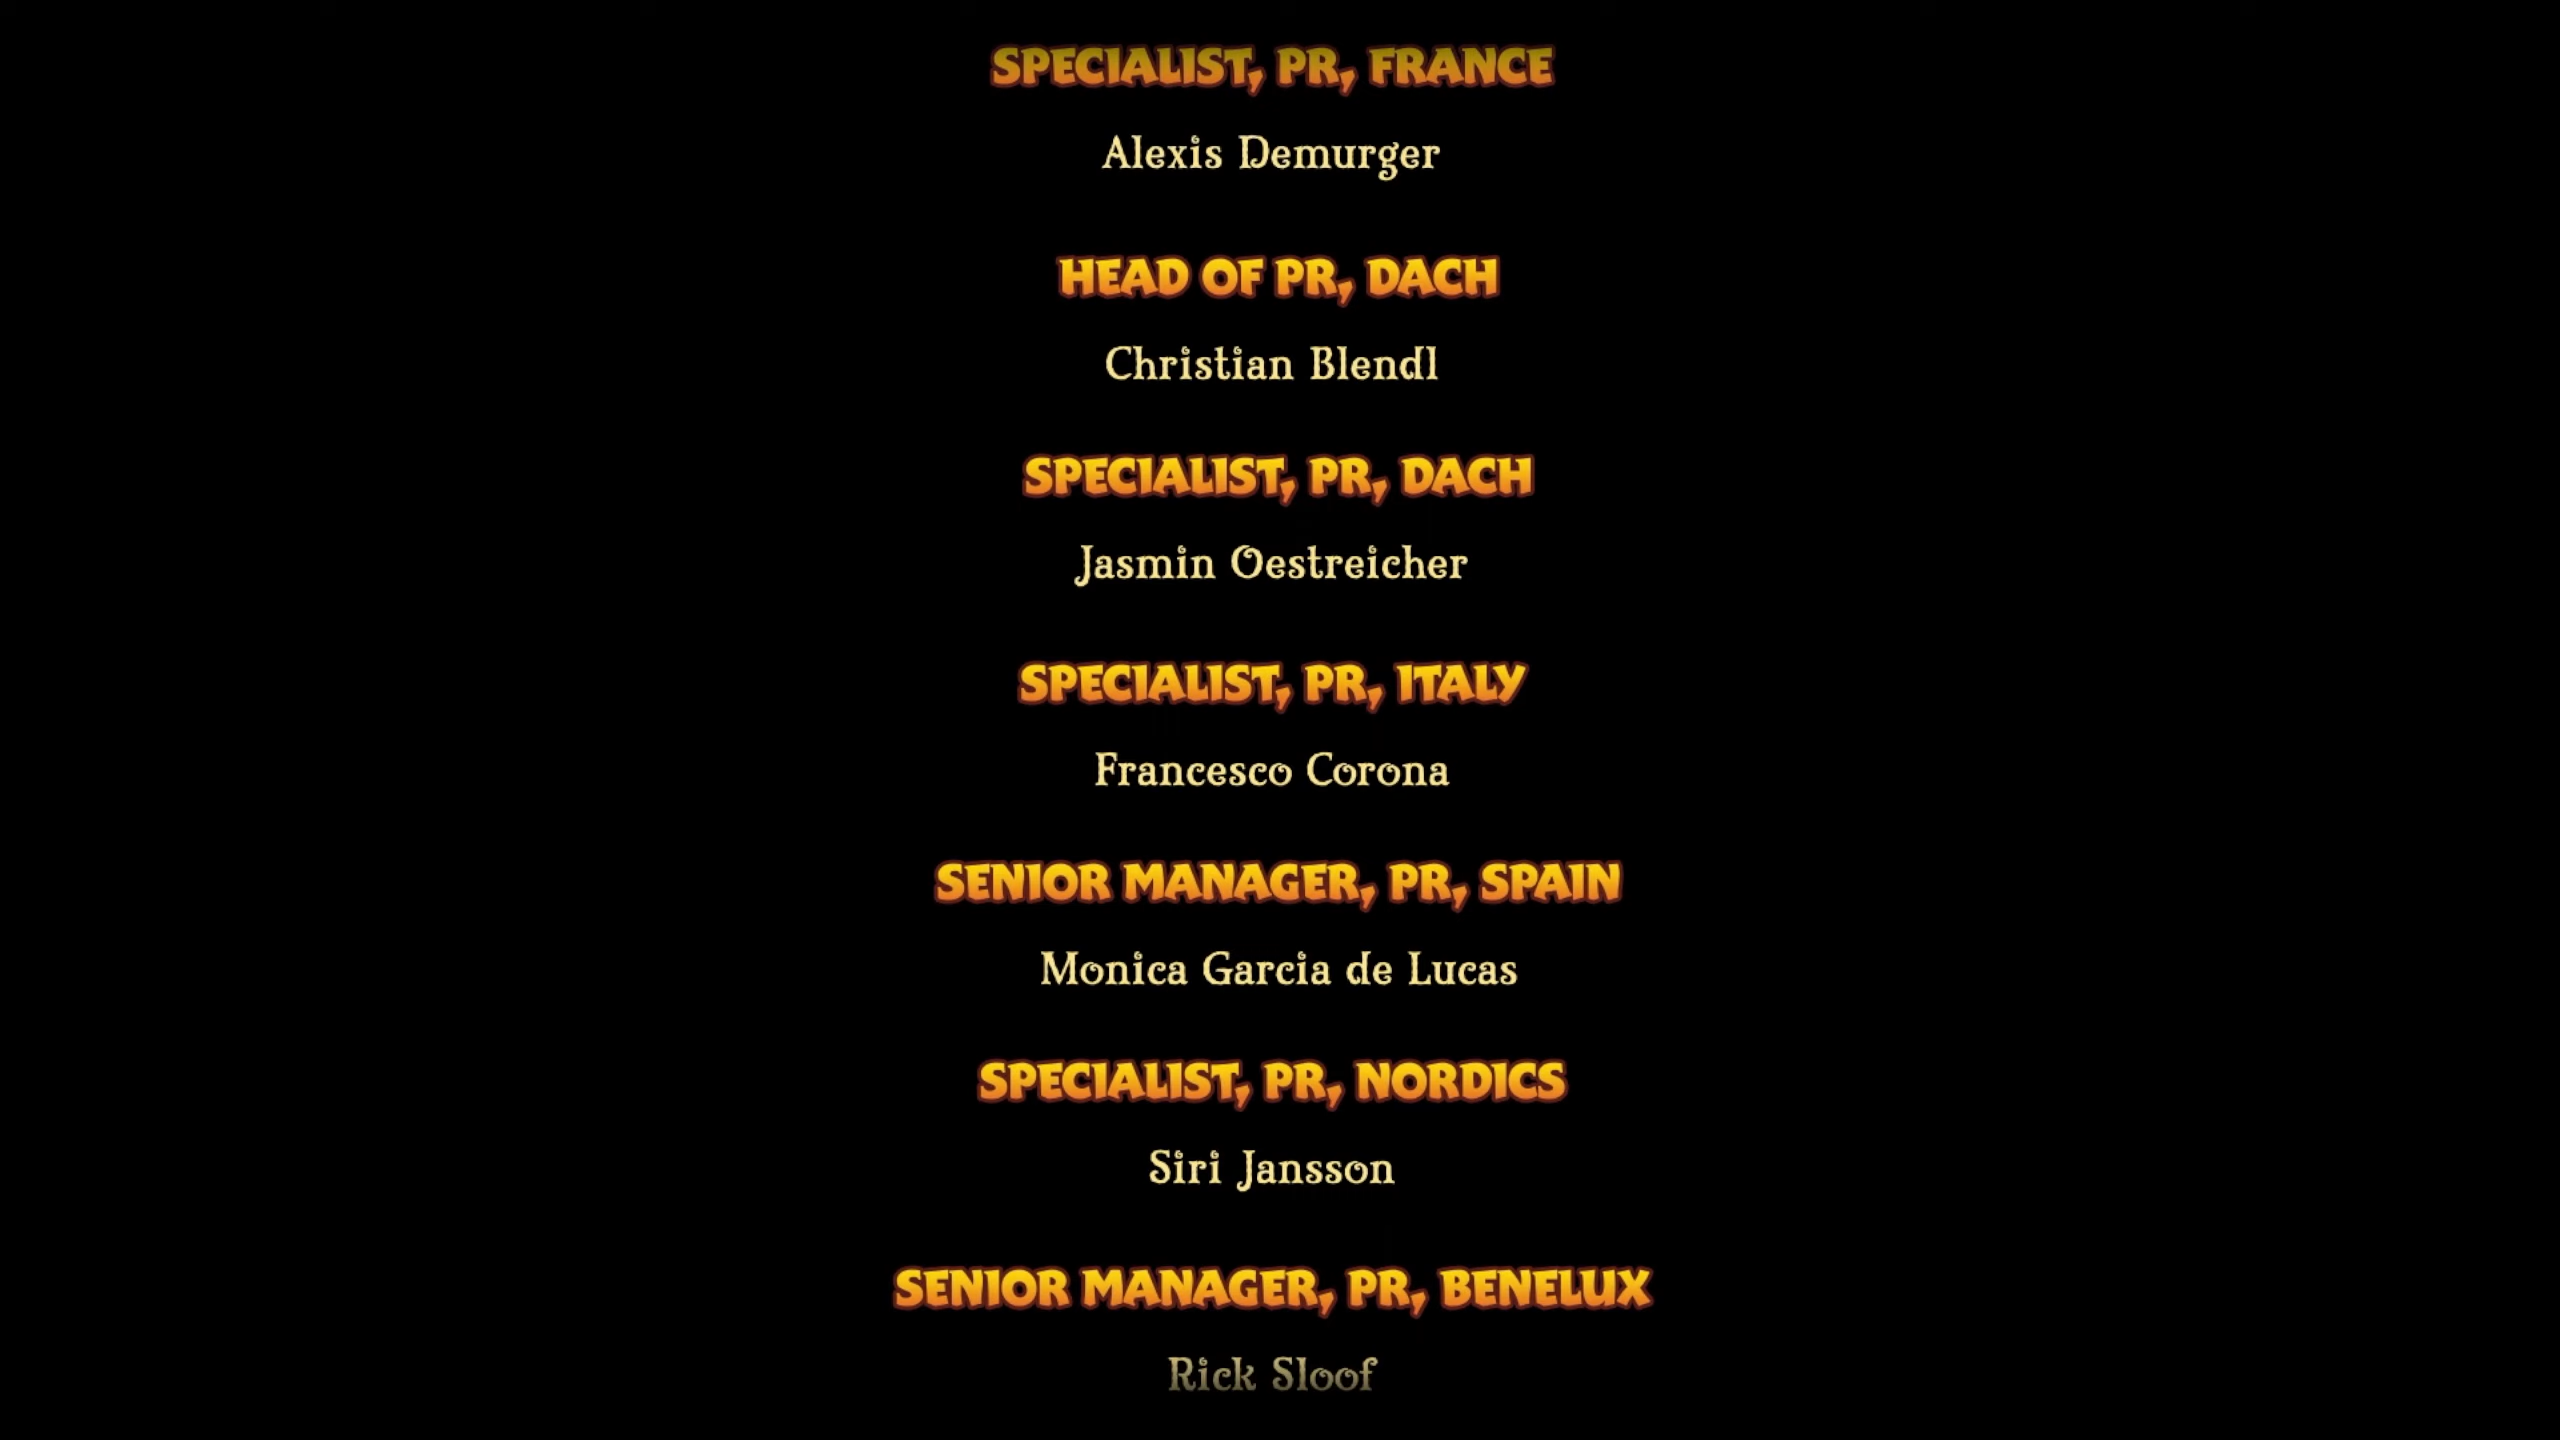 SPECIALIST, PR, FRANCE
Alexis Demurger
HEAD OF PR, DACH
Christian Blendl
SPECIALIST, PR, DACH
Jasmin Oestreicher
SPECIALIST, PR, ITALY
Francesco Corona
SENIOR MANAGER, PR, SPAIN
Monica Garcia de Lucas
SPECIALIST, PR, NORDICS
Siri Jansson
SENIOR MANAGER, PR, BENELUX
Rick Sloof